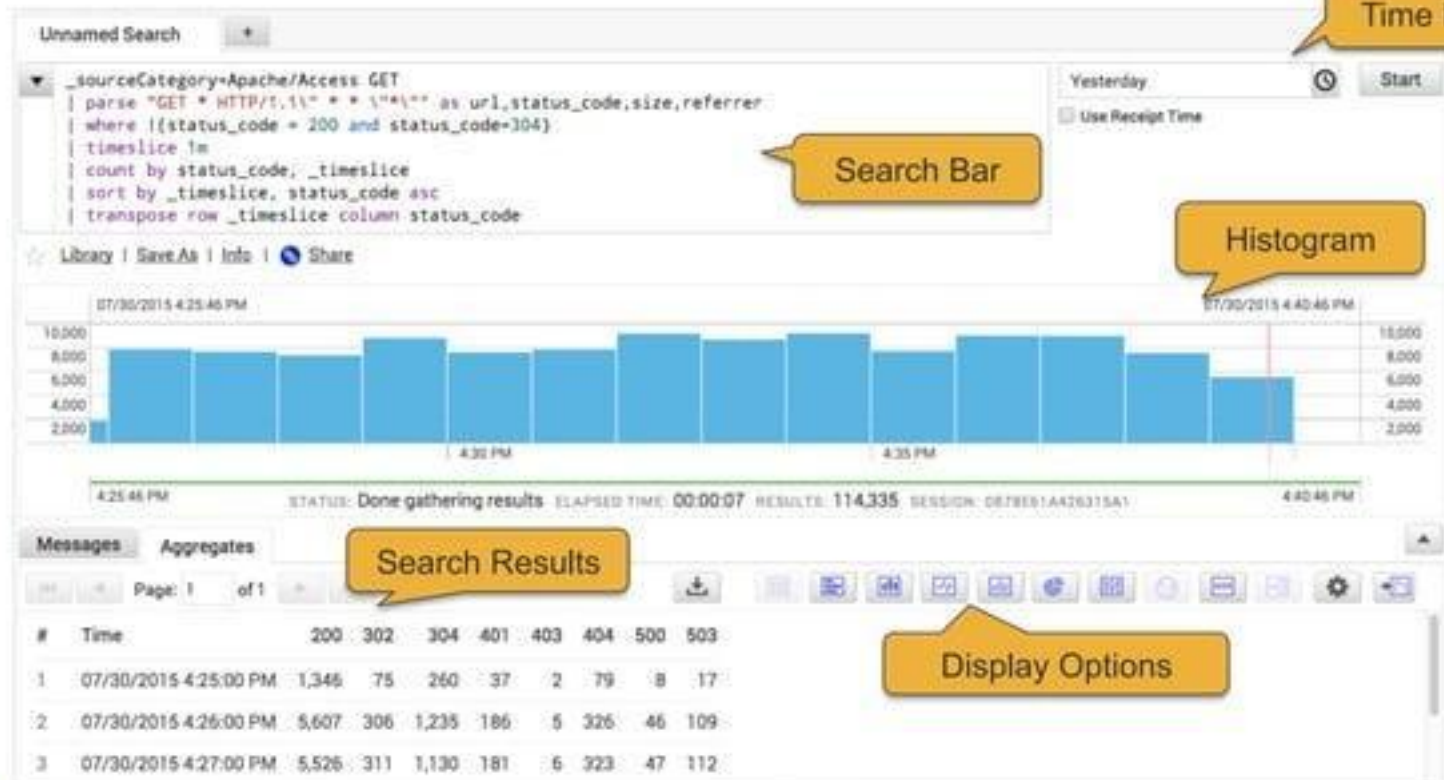 Time
Unnamed Search +
_sourceCategory=Apache/Access GET
| parse "GET * HTTP/1.1\" * * \"*\"" as url,status_code,size,referrer
| where !(status_code = 200 and status_code=304)
| timeslice 1m
| count by status_code, _timeslice
| sort by _timeslice, status_code asc
| transpose row _timeslice column status_code
Yesterday Start
Use Receipt Time
Search Bar
Library | Save As | Info | Share
Histogram
07/30/2015 4:25:46 PM 07/30/2015 4:40:46 PM
10,000 10,000
8,000 8,000
6,000 6,000
4,000 4,000
2,000 2,000
4:30 PM 4:35 PM
4:25:46 PM STATUS: Done gathering results ELAPSED TIME: 00:00:07 RESULTS: 114,335 SESSION: 4:40:46 PM
Messages Aggregates
Search Results
Page: 1 of 1
Display Options
# Time 200 302 304 401 403 404 500 503
1 07/30/2015 4:25:00 PM 1,346 75 260 37 2 79 8 17
2 07/30/2015 4:26:00 PM 5,607 306 1,235 186 5 326 46 109
3 07/30/2015 4:27:00 PM 5,526 311 1,130 181 6 323 47 112